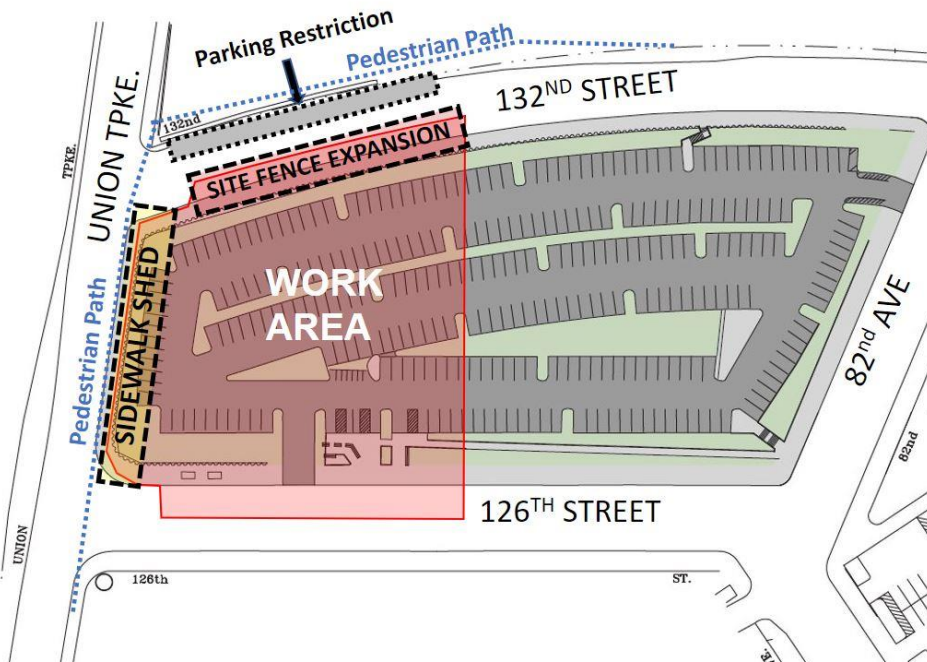 Parking Restriction
Pedestrian Path
132ND STREET
132nd
UNION TPKE.
TPKE.
SITE FENCE EXPANSION
SIDEWALK SHED
WORK
AREA
Pedestrian Path
82nd AVE
82nd
126TH STREET
UNION
126th
ST.